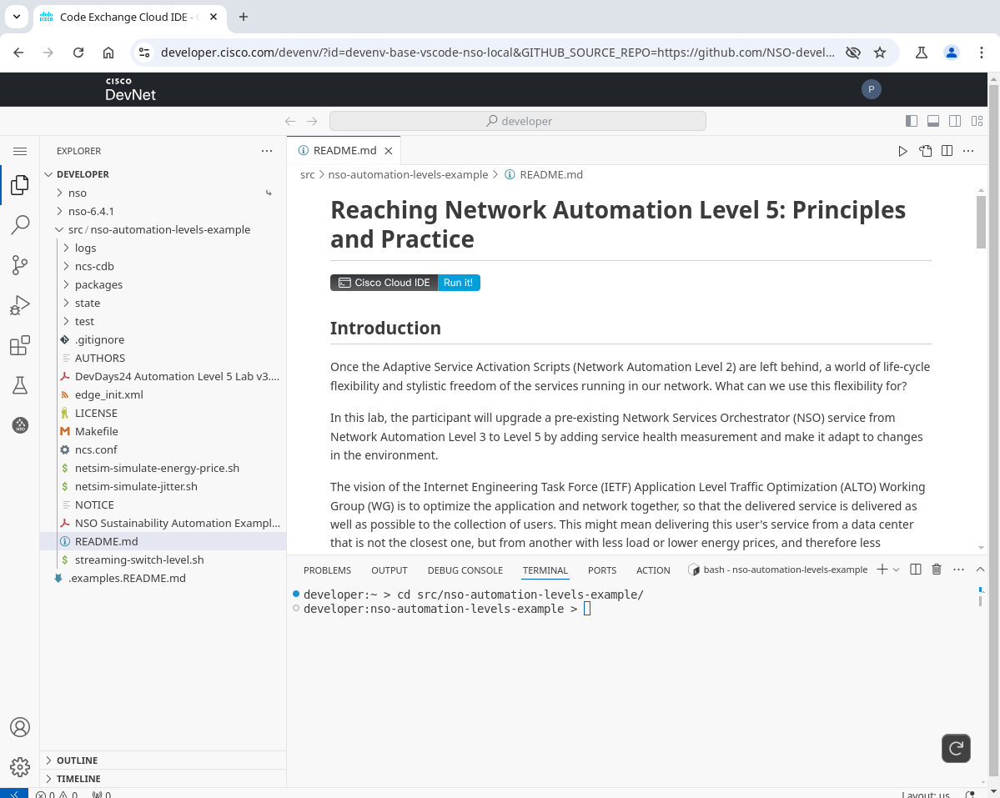 Code Exchange Cloud IDE - 
developer.cisco.com/devenv/?id=devenv-base-vscode-nso-local&GITHUB_SOURCE_REPO=https://github.com/NSO-devel...
CISCO
DevNet
P
developer
EXPLORER
README.md
DEVELOPER
src > nso-automation-levels-example > README.md
nso
nso-6.4.1
src / nso-automation-levels-example
logs
ncs-cdb
packages
state
test
.gitignore
AUTHORS
DevDays24 Automation Level 5 Lab v3....
edge_init.xml
LICENSE
Makefile
ncs.conf
netsim-simulate-energy-price.sh
netsim-simulate-jitter.sh
NOTICE
NSO Sustainability Automation Exampl...
README.md
streaming-switch-level.sh
.examples.README.md
OUTLINE
TIMELINE
Reaching Network Automation Level 5: Principles
and Practice
Cisco Cloud IDE Run it!
Introduction
Once the Adaptive Service Activation Scripts (Network Automation Level 2) are left behind, a world of life-cycle
flexibility and stylistic freedom of the services running in our network. What can we use this flexibility for?
In this lab, the participant will upgrade a pre-existing Network Services Orchestrator (NSO) service from
Network Automation Level 3 to Level 5 by adding service health measurement and make it adapt to changes
in the environment.
The vision of the Internet Engineering Task Force (IETF) Application Level Traffic Optimization (ALTO) Working
Group (WG) is to optimize the application and network together, so that the delivered service is delivered as
well as possible to the collection of users. This might mean delivering this user's service from a data center
that is not the closest one, but from another with less load or lower energy prices, and therefore less
PROBLEMS OUTPUT DEBUG CONSOLE TERMINAL PORTS ACTION bash - nso-automation-levels-example
developer:~ > cd src/nso-automation-levels-example/
developer:nso-automation-levels-example >
0 0 0 Layout: us